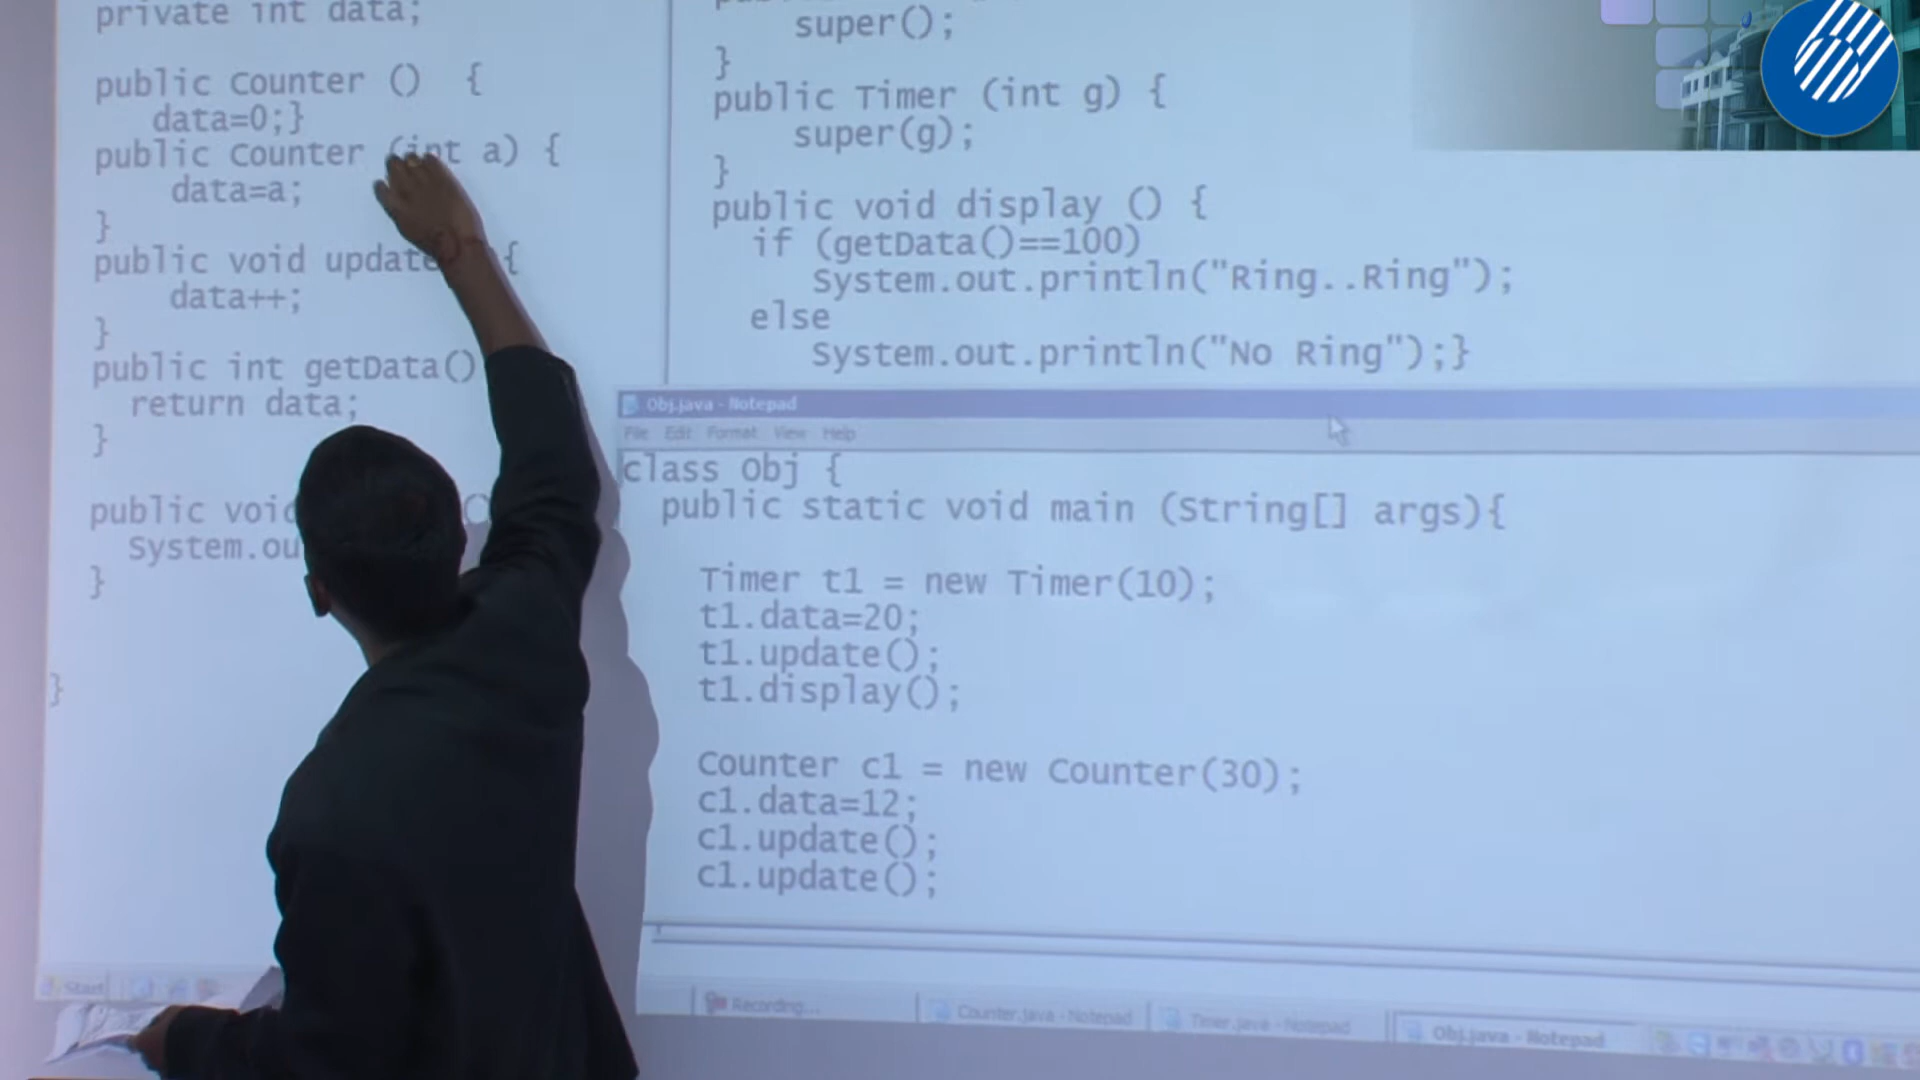 private int data;
public Counter () {
data=0;}
public Counter (int a) {
data=a;
}
public void update {
data++;
}
public int getData()
return data;
}
public void ()
System.ou
}
}
super();
}
public Timer (int g) {
super(g);
}
public void display () {
if (getData()==100)
System.out.println("Ring..Ring");
else
System.out.println("No Ring");}
Obj.java - Notepad
File Edit Format View Help
class Obj {
public static void main (String[] args){
Timer t1 = new Timer(10);
t1.data=20;
t1.update();
t1.display();
Counter c1 = new Counter(30);
c1.data=12;
c1.update();
c1.update();
Start
Recording...
Counter.java - Notepad
Timer.java - Notepad
Obj.java - Notepad